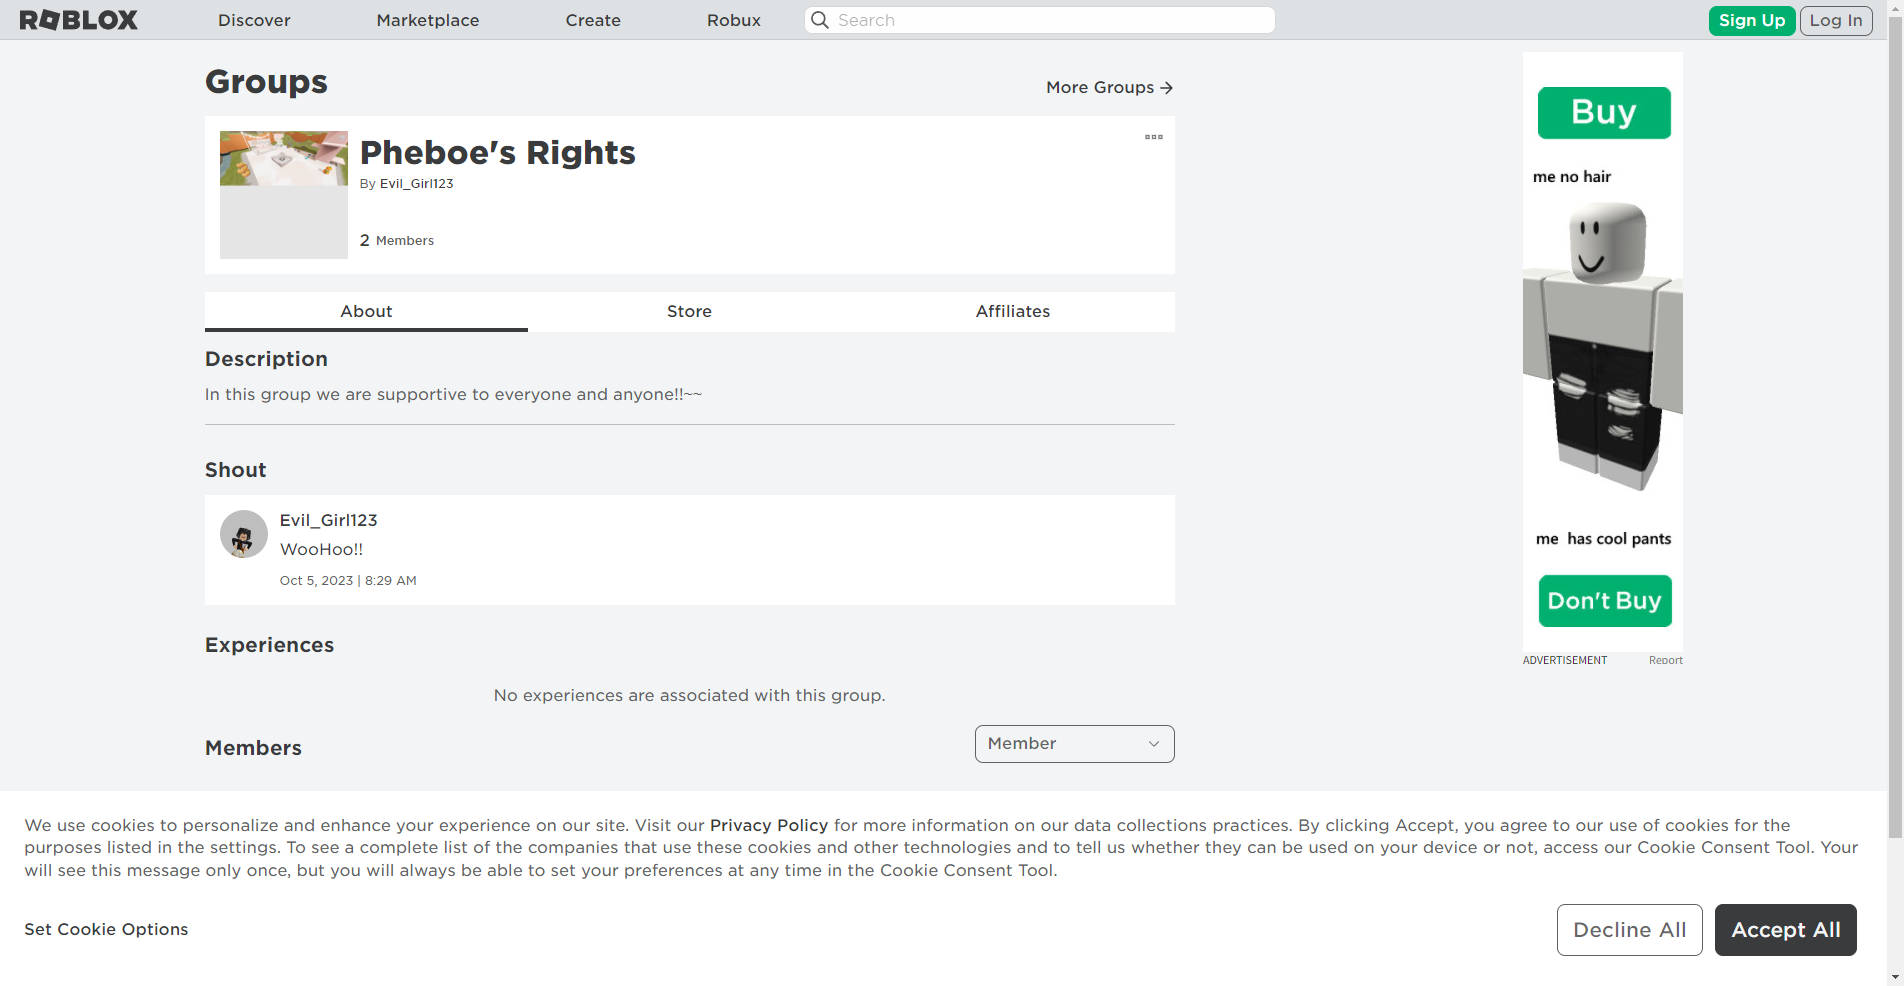 ROBLOX Discover Marketplace Create Robux Search Sign Up Log In
Groups
More Groups
Pheboe's Rights
By Evil_Girl123
2 Members
About Store Affiliates
Description
In this group we are supportive to everyone and anyone!!~~
Shout
Evil_Girl123
WooHoo!!
Oct 5, 2023 | 8:29 AM
Experiences
No experiences are associated with this group.
Members
Member
Buy
me no hair
me has cool pants
Don't Buy
ADVERTISEMENT Report
We use cookies to personalize and enhance your experience on our site. Visit our Privacy Policy for more information on our data collections practices. By clicking Accept, you agree to our use of cookies for the
purposes listed in the settings. To see a complete list of the companies that use these cookies and other technologies and to tell us whether they can be used on your device or not, access our Cookie Consent Tool. Your
will see this message only once, but you will always be able to set your preferences at any time in the Cookie Consent Tool.
Set Cookie Options
Decline All
Accept All